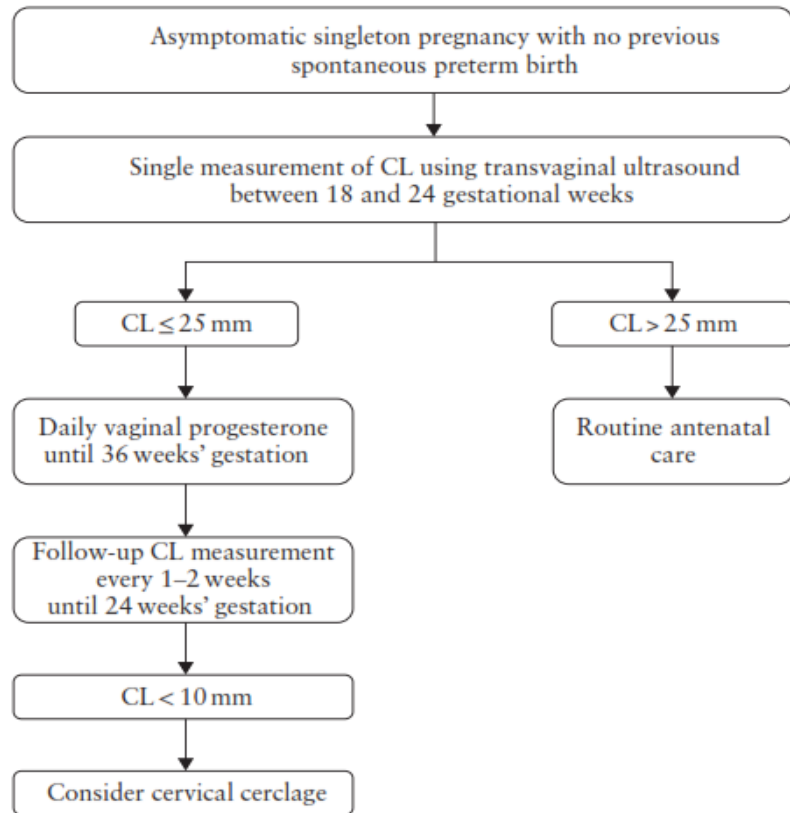 Asymptomatic singleton pregnancy with no previous
spontaneous preterm birth
Single measurement of CL using transvaginal ultrasound
between 18 and 24 gestational weeks
CL ≤ 25 mm
CL > 25 mm
Daily vaginal progesterone
until 36 weeks’ gestation
Routine antenatal
care
Follow-up CL measurement
every 1–2 weeks
until 24 weeks’ gestation
CL < 10 mm
Consider cervical cerclage